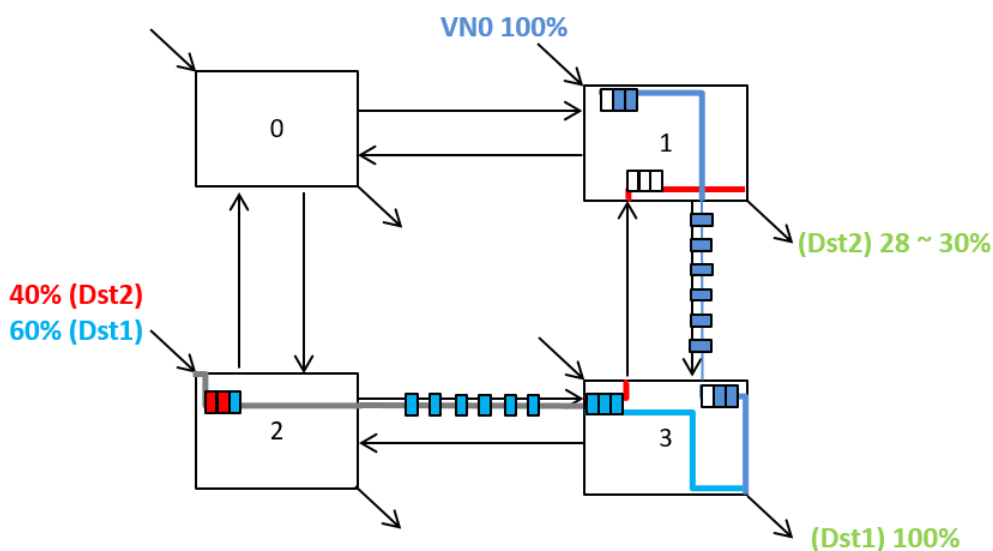 VN0 100%
0
1
(Dst2) 28 ~ 30%
40% (Dst2)
60% (Dst1)
2
3
(Dst1) 100%